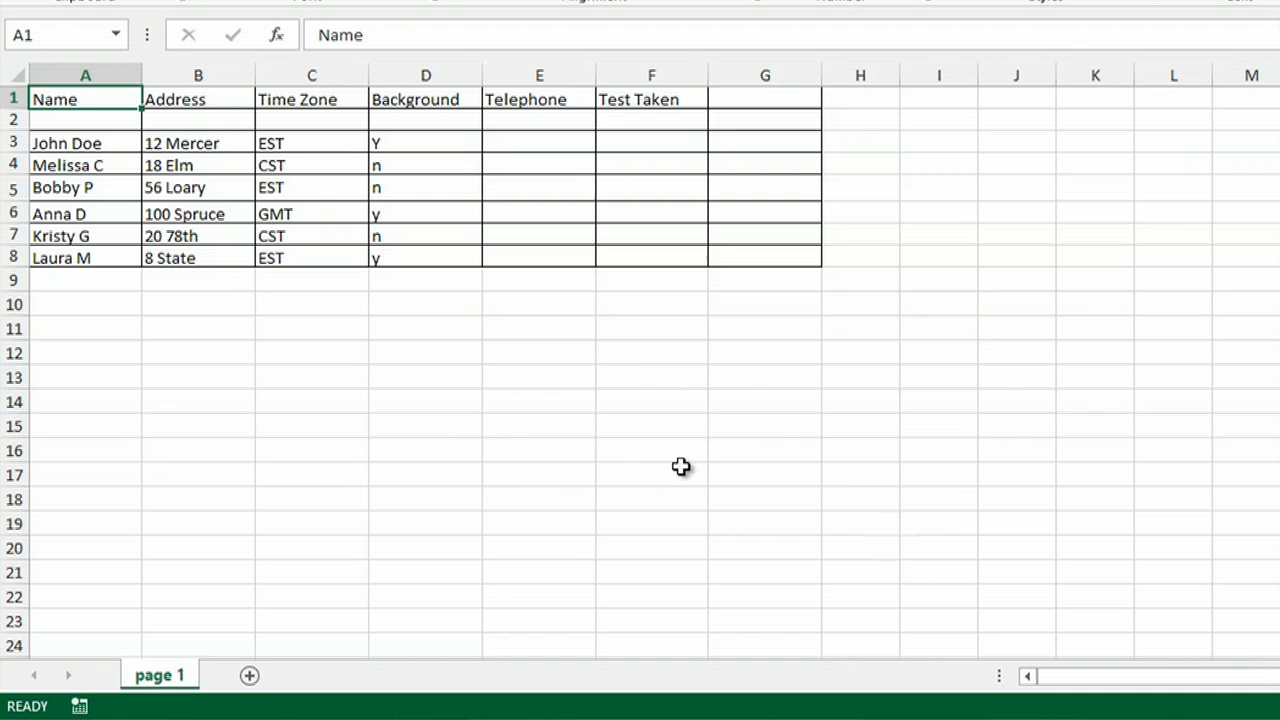 A1 fx Name
A B C D E F G H I J K L M
1 Name Address Time Zone Background Telephone Test Taken
2
3 John Doe 12 Mercer EST Y
4 Melissa C 18 Elm CST n
5 Bobby P 56 Loary EST n
6 Anna D 100 Spruce GMT y
7 Kristy G 20 78th CST n
8 Laura M 8 State EST y
9
10
11
12
13
14
15
16
17
18
19
20
21
22
23
24
page 1
READY